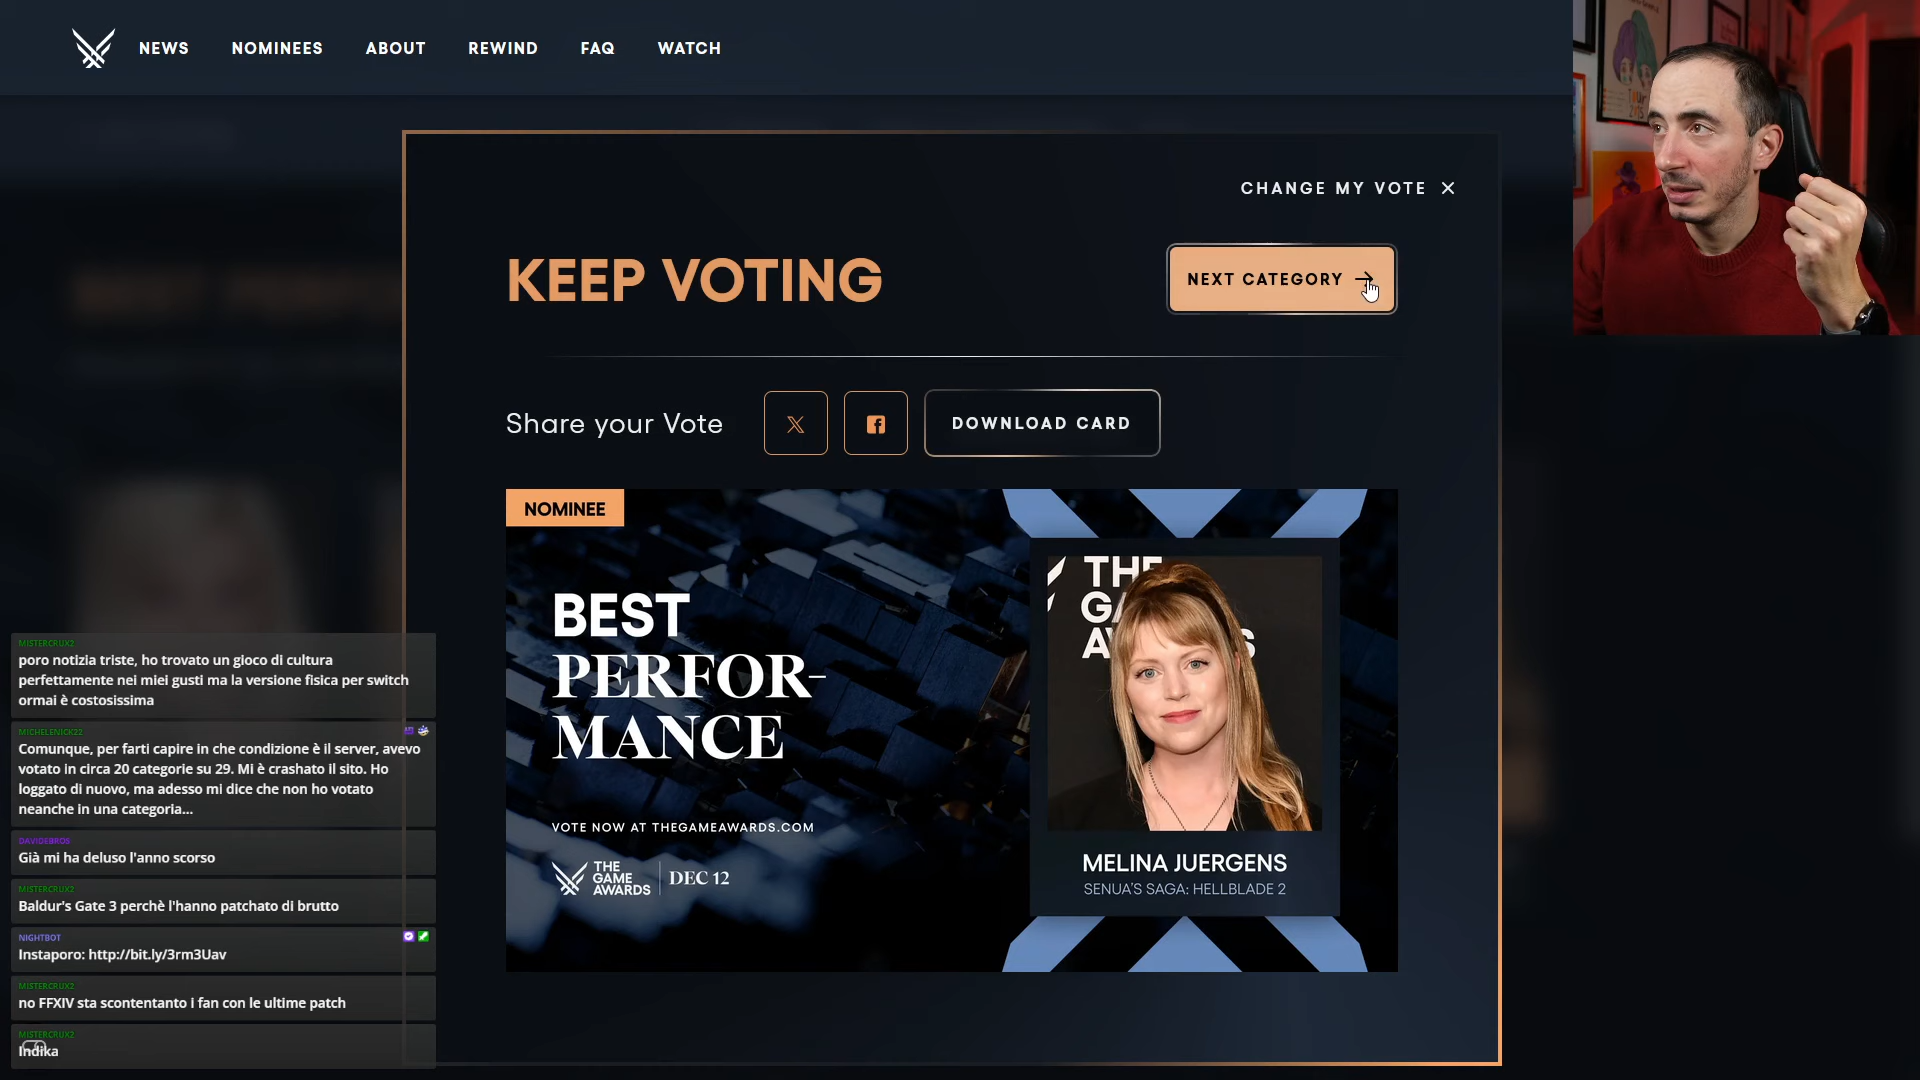 NEWS NOMINEES ABOUT REWIND FAQ WATCH
CHANGE MY VOTE
KEEP VOTING
NEXT CATEGORY
Share your Vote
DOWNLOAD CARD
NOMINEE
BEST
PERFOR-
MANCE
VOTE NOW AT THEGAMEAWARDS.COM
THE
GAME
AWARDS
DEC 12
MELINA JUERGENS
SENUA'S SAGA: HELLBLADE 2
MISTERCRUX2
poro notizia triste, ho trovato un gioco di cultura
perfettamente nei miei gusti ma la versione fisica per switch
ormai è costosissima
MICHELENICK22
Comunque, per farti capire in che condizione è il server, avevo
votato in circa 20 categorie su 29. Mi è crashato il sito. Ho
loggato di nuovo, ma adesso mi dice che non ho votato
neanche in una categoria...
DAVIDEBROS
Già mi ha deluso l'anno scorso
MISTERCRUX2
Baldur's Gate 3 perchè l'hanno patchato di brutto
NIGHTBOT
Instaporo: http://bit.ly/3rm3Uav
MISTERCRUX2
no FFXIV sta scontentanto i fan con le ultime patch
MISTERCRUX2
Indika